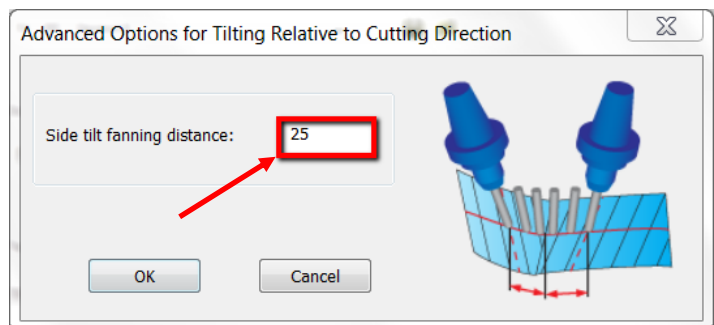 Advanced Options for Tilting Relative to Cutting Direction
Side tilt fanning distance:
25
OK
Cancel